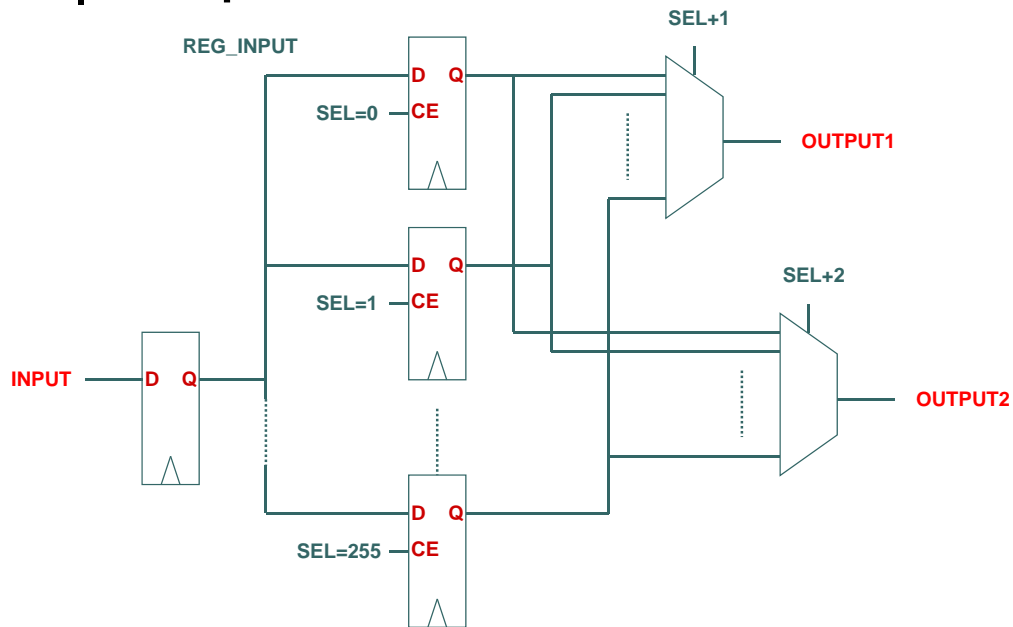 SEL+1
REG_INPUT
D Q
SEL=0
CE
OUTPUT1
D Q
SEL=1
CE
SEL+2
INPUT
D Q
OUTPUT2
D Q
SEL=255
CE